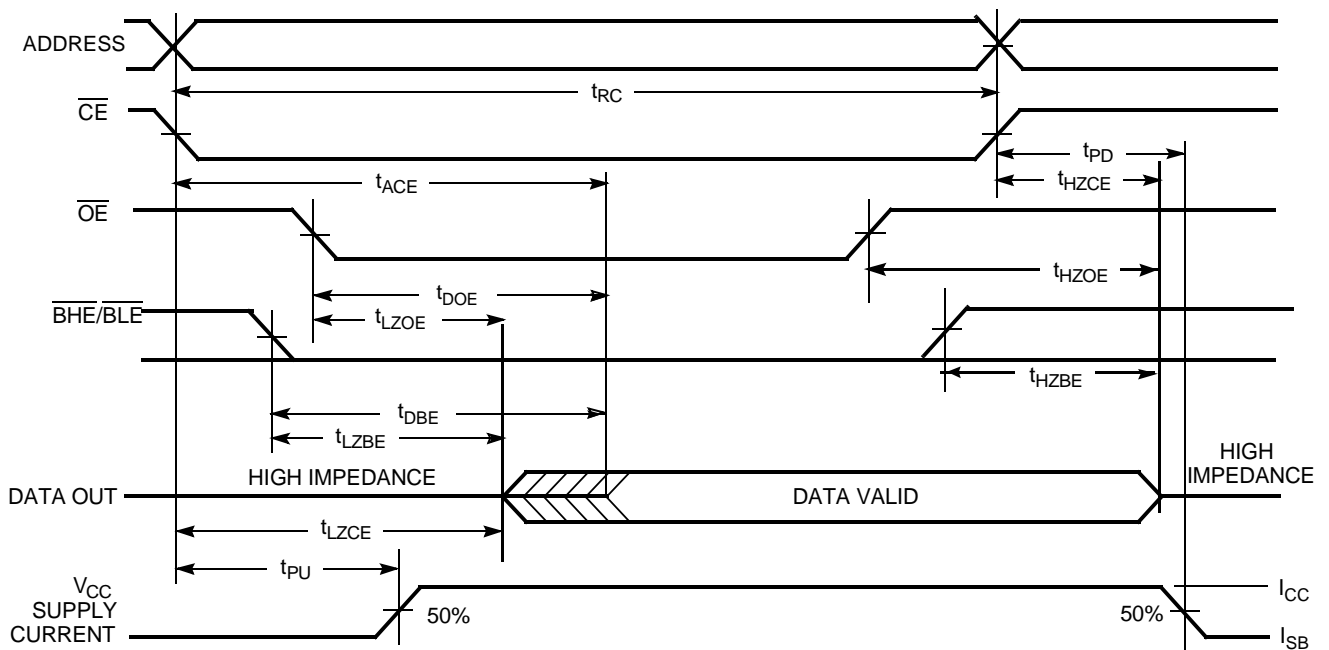 ADDRESS
tRC
CE
tPD
tACE
tHZCE
OE
tHZOE
tDOE
BHE/BLE
tLZOE
tHZBE
tDBE
tLZBE
HIGH IMPEDANCE
HIGH
IMPEDANCE
DATA OUT
DATA VALID
tLZCE
tPU
VCC
SUPPLY
CURRENT
50%
50%
ICC
ISB